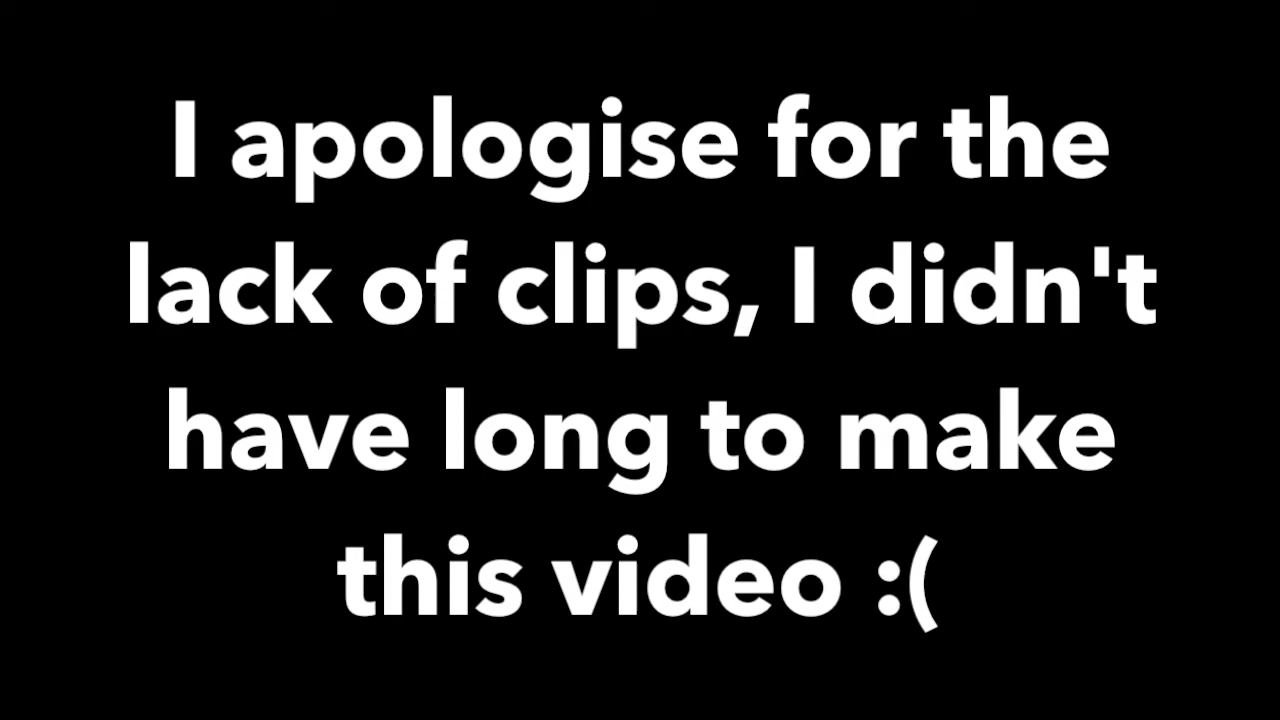 I apologise for the
lack of clips, I didn't
have long to make
this video :(